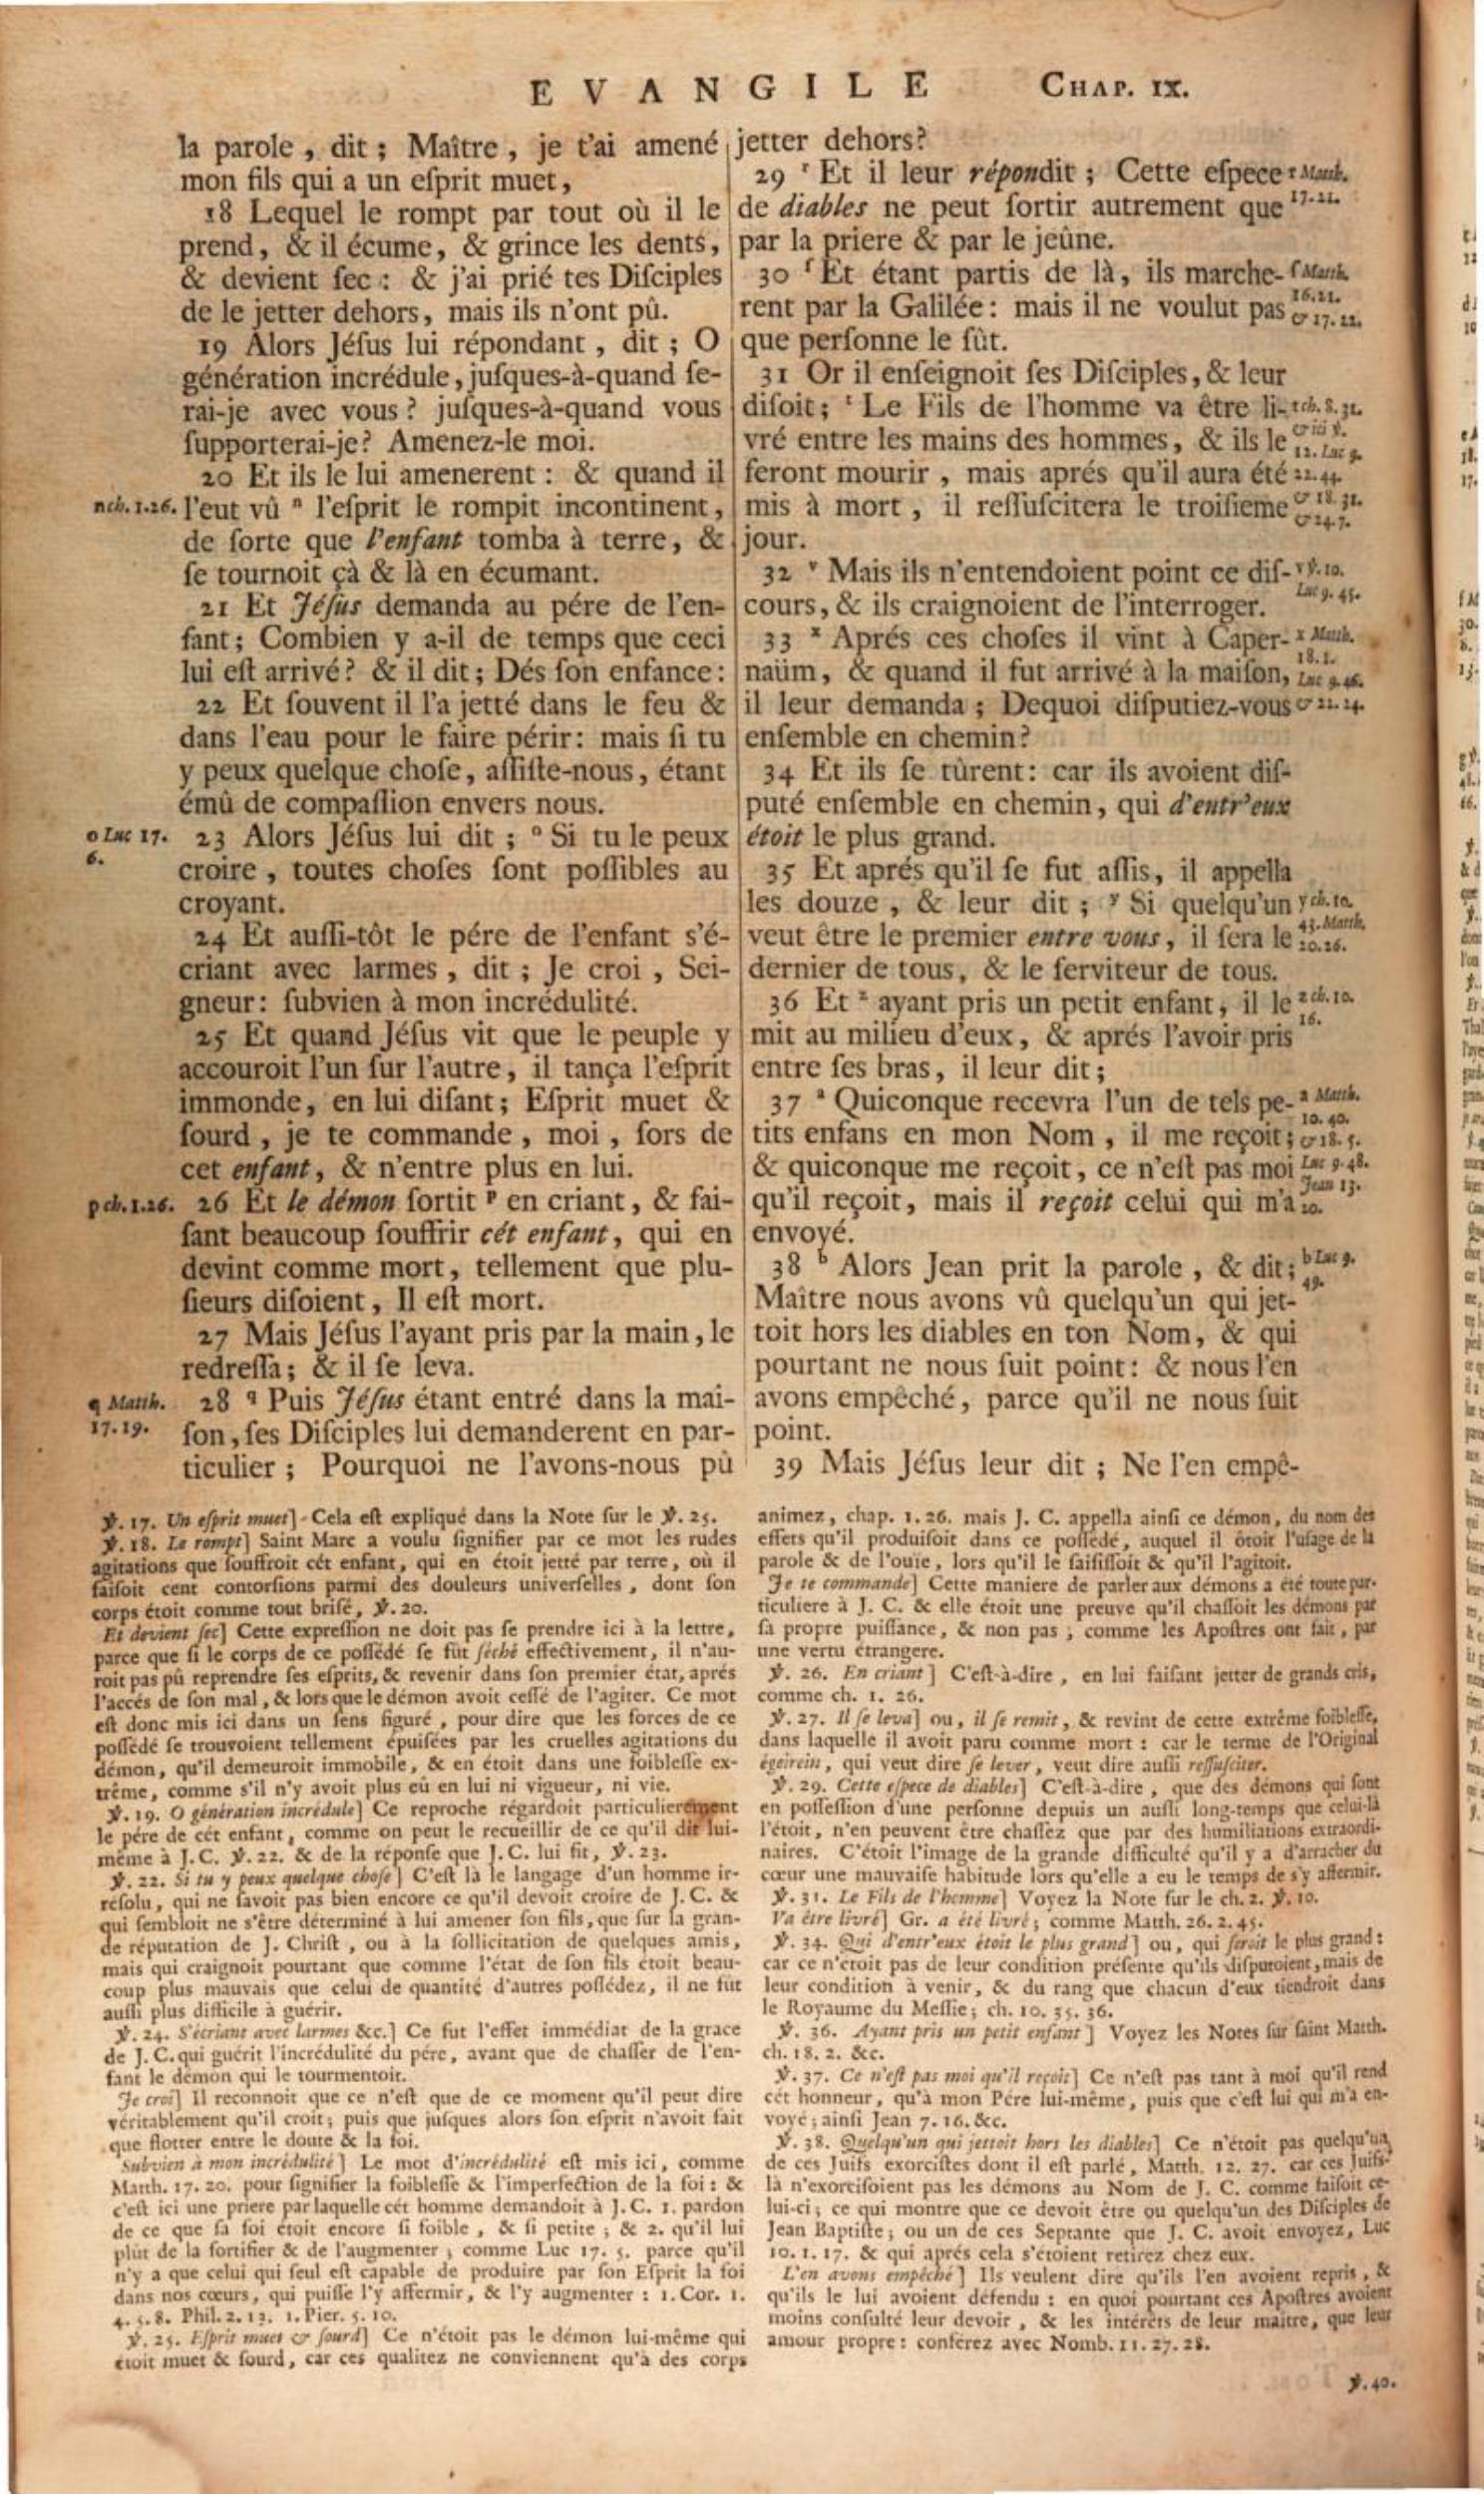 EVANGILE CHAP. IX.
la parole, dit; Maître, je t'ai amené
mon fils qui a un eſprit muet,
18 Lequel le rompt par tout où il le
prend, & il écume, & grince les dents,
& devient ſec: & j'ai prié tes Diſciples
de le jetter dehors, mais ils n'ont pû.
19 Alors Jéſus lui répondant, dit; O
génération incrédule, juſques-à-quand ſe-
rai-je avec vous? juſques-à-quand vous
ſupporterai-je? Amenez-le moi.
20 Et ils le lui amenerent: & quand il
n ch. 1.26. l'eut vû ⁿ l'eſprit le rompit incontinent,
de ſorte que l'enfant tomba à terre, &
ſe tournoit çà & là en écumant.
21 Et Jéſus demanda au pére de l'en-
fant; Combien y a-il de temps que ceci
lui eſt arrivé? & il dit; Dés ſon enfance:
22 Et ſouvent il l'a jetté dans le feu &
dans l'eau pour le faire périr: mais ſi tu
y peux quelque choſe, aſſiſte-nous, étant
émû de compaſſion envers nous.
o Luc 17. 23 Alors Jéſus lui dit; º Si tu le peux
6. croire, toutes choſes ſont poſſibles au
croyant.
24 Et auſſi-tôt le pére de l'enfant s'é-
criant avec larmes, dit; Je croi, Sei-
gneur: ſubvien à mon incrédulité.
25 Et quand Jéſus vit que le peuple y
accouroit l'un ſur l'autre, il tança l'eſprit
immonde, en lui diſant; Eſprit muet &
ſourd, je te commande, moi, ſors de
cet enfant, & n'entre plus en lui.
p ch. 1.26. 26 Et le démon ſortit ᵖ en criant, & fai-
ſant beaucoup ſouffrir cét enfant, qui en
devint comme mort, tellement que plu-
ſieurs diſoient, Il eſt mort.
27 Mais Jéſus l'ayant pris par la main, le
redreſſa; & il ſe leva.
q Matth. 28 q Puis Jéſus étant entré dans la mai-
17.19. ſon, ſes Diſciples lui demanderent en par-
ticulier; Pourquoi ne l'avons-nous pû
jetter dehors?
29 ʳ Et il leur répondit; Cette eſpece r Matth.
de diables ne peut ſortir autrement que 17.21.
par la priere & par le jeûne.
30 ſ Et étant partis de là, ils marche- ſ Matth.
rent par la Galilée: mais il ne voulut pas 16.21. & 17.22.
que perſonne le ſût.
31 Or il enſeignoit ſes Diſciples, & leur
diſoit; ᵗ Le Fils de l'homme va être li- t ch. 8. 31.
vré entre les mains des hommes, & ils le & ici ℣. 12. Luc 9.
feront mourir, mais aprés qu'il aura été 22.44.
mis à mort, il reſſuſcitera le troiſieme & 18. 31. & 24.7.
jour.
32 ᵛ Mais ils n'entendoient point ce diſ- v ℣. 10.
cours, & ils craignoient de l'interroger. Luc 9. 45.
33 ˣ Aprés ces choſes il vint à Caper- x Matth.
naüm, & quand il fut arrivé à la maiſon, 18.1. Luc 9.46.
il leur demanda; Dequoi diſputiez-vous & 22.24.
enſemble en chemin?
34 Et ils ſe tûrent: car ils avoient diſ-
puté enſemble en chemin, qui d'entr'eux
étoit le plus grand.
35 Et aprés qu'il ſe fut aſſis, il appella
les douze, & leur dit; ʸ Si quelqu'un y ch. 10.
veut être le premier entre vous, il ſera le 43. Matth. 20.26.
dernier de tous, & le ſerviteur de tous.
36 Et ᶻ ayant pris un petit enfant, il le z ch. 10.
mit au milieu d'eux, & aprés l'avoir pris 16.
entre ſes bras, il leur dit;
37 ª Quiconque recevra l'un de tels pe- a Matth. 10. 40.
tits enfans en mon Nom, il me reçoit; & 18. 5.
& quiconque me reçoit, ce n'eſt pas moi Luc 9.48.
qu'il reçoit, mais il reçoit celui qui m'a Jean 13. 20.
envoyé.
38 ᵇ Alors Jean prit la parole, & dit; b Luc 9.
Maître nous avons vû quelqu'un qui jet- 49.
toit hors les diables en ton Nom, & qui
pourtant ne nous ſuit point: & nous l'en
avons empêché, parce qu'il ne nous ſuit
point.
39 Mais Jéſus leur dit; Ne l'en empê-
℣. 17. Un eſprit muet] Cela eſt expliqué dans la Note ſur le ℣. 25.
℣. 18. Le rompt] Saint Marc a voulu ſignifier par ce mot les rudes
agitations que ſouffroit cét enfant, qui en étoit jetté par terre, où il
faiſoit cent contorſions parmi des douleurs univerſelles, dont ſon
corps étoit comme tout briſé, ℣. 20.
Et devient ſec] Cette expreſſion ne doit pas ſe prendre ici à la lettre,
parce que ſi le corps de ce poſſédé ſe fût ſéché effectivement, il n'au-
roit pas pû reprendre ſes eſprits, & revenir dans ſon premier état, aprés
l'accés de ſon mal, & lors que le démon avoit ceſſé de l'agiter. Ce mot
eſt donc mis ici dans un ſens figuré, pour dire que les forces de ce
poſſédé ſe trouvoient tellement épuiſées par les cruelles agitations du
démon, qu'il demeuroit immobile, & en étoit dans une foibleſſe ex-
trême, comme s'il n'y avoit plus eû en lui ni vigueur, ni vie.
℣. 19. O génération incrédule] Ce reproche régardoit particulierement
le pére de cét enfant, comme on peut le recueillir de ce qu'il dit lui-
même à J.C. ℣. 22. & de la réponſe que J.C. lui fit, ℣. 23.
℣. 22. Si tu y peux quelque choſe] C'eſt là le langage d'un homme ir-
réſolu, qui ne ſavoit pas bien encore ce qu'il devoit croire de J. C. &
qui ſembloit ne s'être déterminé à lui amener ſon fils, que ſur la gran-
de réputation de J. Chriſt, ou à la ſollicitation de quelques amis,
mais qui craignoit pourtant que comme l'état de ſon fils étoit beau-
coup plus mauvais que celui de quantité d'autres poſſédez, il ne fût
auſſi plus difficile à guérir.
℣. 24. S'écriant avec larmes &c.] Ce fut l'effet immédiat de la grace
de J. C. qui guérit l'incrédulité du pére, avant que de chaſſer de l'en-
fant le démon qui le tourmentoit.
Je croi] Il reconnoit que ce n'eſt que de ce moment qu'il peut dire
véritablement qu'il croit; puis que juſques alors ſon eſprit n'avoit fait
que flotter entre le doute & la foi.
Subvien à mon incrédulité] Le mot d'incrédulité eſt mis ici, comme
Matth. 17. 20. pour ſignifier la foibleſſe & l'imperfection de la foi: &
c'eſt ici une priere par laquelle cét homme demandoit à J. C. 1. pardon
de ce que ſa foi étoit encore ſi foible, & ſi petite; & 2. qu'il lui
plût de la fortifier & de l'augmenter, comme Luc 17. 5. parce qu'il
n'y a que celui qui ſeul eſt capable de produire par ſon Eſprit la foi
dans nos cœurs, qui puiſſe l'y affermir, & l'y augmenter: 1. Cor. 1.
4. 5. 8. Phil. 2. 13. 1. Pier. 5. 10.
℣. 25. Eſprit muet & ſourd] Ce n'étoit pas le démon lui-même qui
étoit muet & ſourd, car ces qualitez ne conviennent qu'à des corps
animez, chap. 1. 26. mais J. C. appella ainſi ce démon, du nom des
effets qu'il produiſoit dans ce poſſédé, auquel il ôtoit l'uſage de la
parole & de l'ouïe, lors qu'il le ſaiſiſſoit & qu'il l'agitoit.
Je te commande] Cette maniere de parler aux démons a été toute par-
ticuliere à J. C. & elle étoit une preuve qu'il chaſſoit les démons par
ſa propre puiſſance, & non pas, comme les Apoſtres ont fait, par
une vertu étrangere.
℣. 26. En criant] C'eſt-à-dire, en lui faiſant jetter de grands cris,
comme ch. 1. 26.
℣. 27. Il ſe leva] ou, il ſe remit, & revint de cette extrême foibleſſe,
dans laquelle il avoit paru comme mort: car le terme de l'Original
égeirein, qui veut dire ſe lever, veut dire auſſi reſſuſciter.
℣. 29. Cette eſpece de diables] C'eſt-à-dire, que des démons qui ſont
en poſſeſſion d'une perſonne depuis un auſſi long-temps que celui-là
l'étoit, n'en peuvent être chaſſez que par des humiliations extraordi-
naires. C'étoit l'image de la grande difficulté qu'il y a d'arracher du
cœur une mauvaiſe habitude lors qu'elle a eu le temps de s'y affermir.
℣. 31. Le Fils de l'homme] Voyez la Note ſur le ch. 2. ℣. 10.
Va être livré] Gr. a été livré; comme Matth. 26. 2. 45.
℣. 34. Qui d'entr'eux étoit le plus grand] ou, qui ſeroit le plus grand:
car ce n'étoit pas de leur condition préſente qu'ils diſputoient, mais de
leur condition à venir, & du rang que chacun d'eux tiendroit dans
le Royaume du Meſſie; ch. 10. 35. 36.
℣. 36. Ayant pris un petit enfant] Voyez les Notes ſur ſaint Matth.
ch. 18. 2. &c.
℣. 37. Ce n'eſt pas moi qu'il reçoit] Ce n'eſt pas tant à moi qu'il rend
cét honneur, qu'à mon Pére lui-même, puis que c'eſt lui qui m'a en-
voyé; ainſi Jean 7. 16. &c.
℣. 38. Quelqu'un qui jettoit hors les diables] Ce n'étoit pas quelqu'un
de ces Juifs exorciſtes dont il eſt parlé, Matth. 12. 27. car ces Juifs-
là n'exorciſoient pas les démons au Nom de J. C. comme faiſoit ce-
lui-ci; ce qui montre que ce devoit être ou quelqu'un des Diſciples de
Jean Baptiſte; ou un de ces Septante que J. C. avoit envoyez, Luc
10. 1. 17. & qui aprés cela s'étoient retirez chez eux.
L'en avons empêché] Ils veulent dire qu'ils l'en avoient repris, &
qu'ils le lui avoient défendu: en quoi pourtant ces Apoſtres avoient
moins conſulté leur devoir, & les intérêts de leur maître, que leur
amour propre: conférez avec Nomb. 11. 27. 28.
℣. 40.